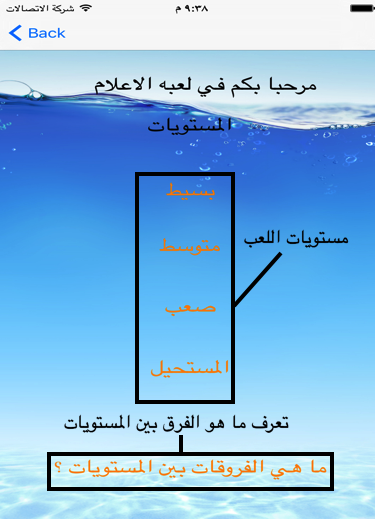 شركة الاتصالات ٩:٣٨ م
Back
مرحبا بكم في لعبه الاعلام
المستويات
بسيط
مستويات اللعب
متوسط
صعب
المستحيل
تعرف ما هو الفرق بين المستويات
ما هي الفروقات بين المستويات ؟